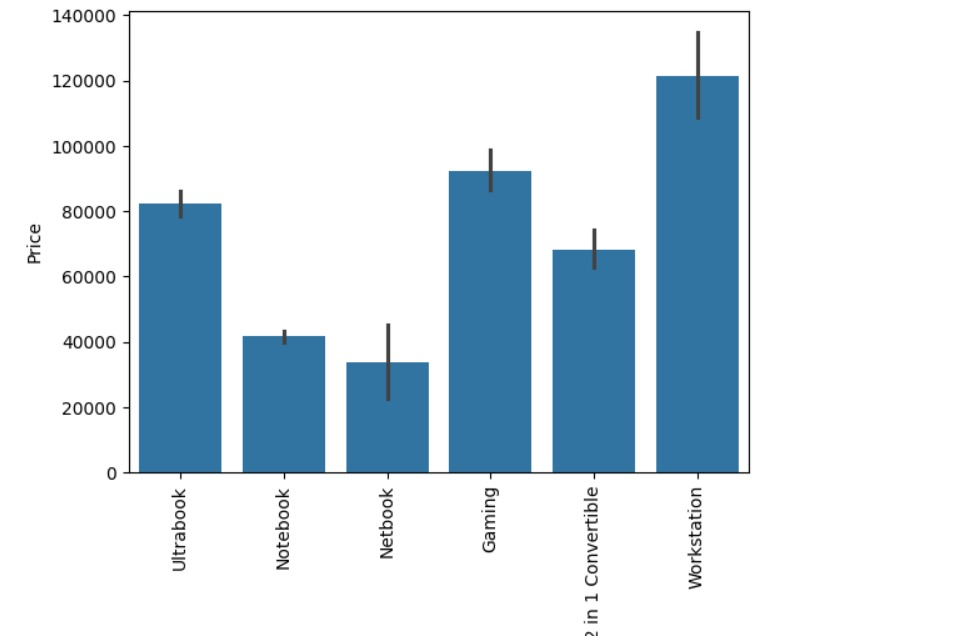 140000
120000
100000
80000
60000
40000
20000
0
Price
Ultrabook
Notebook
Netbook
Gaming
2 in 1 Convertible
Workstation